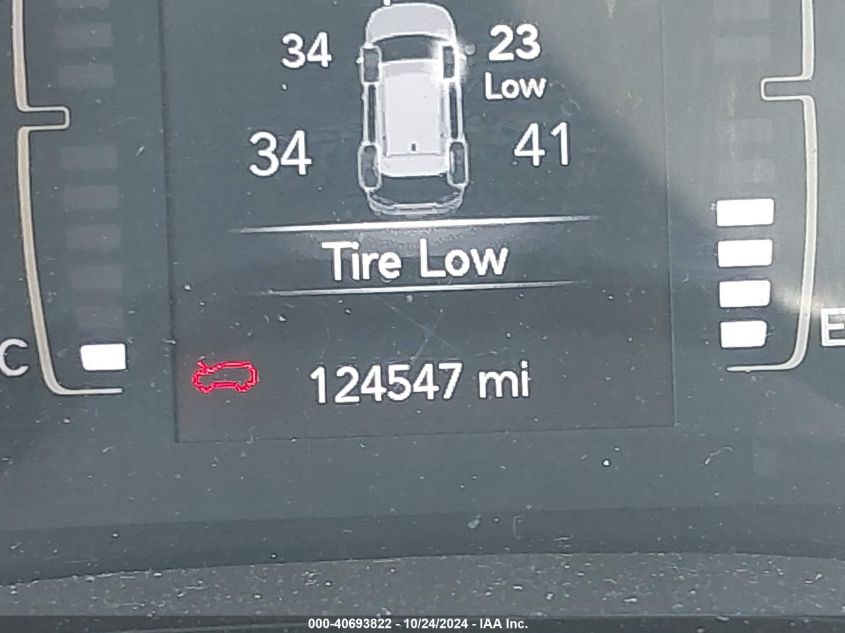 34 23
Low
34 41
Tire Low
C E
124547 mi
000-40693822 - 10/24/2024 - IAA Inc.